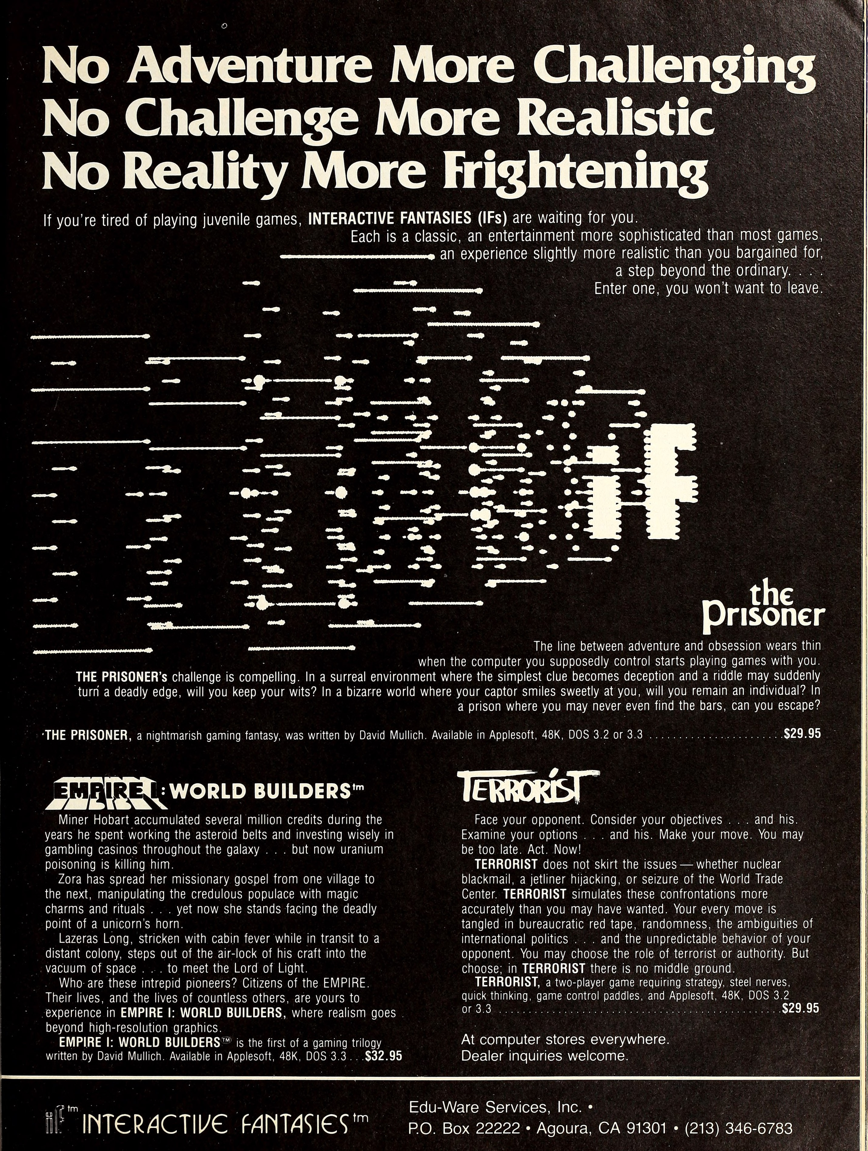 No Adventure More Challenging
No Challenge More Realistic
No Reality More Frightening
If you're tired of playing juvenile games, INTERACTIVE FANTASIES (IFs) are waiting for you.
Each is a classic, an entertainment more sophisticated than most games,
an experience slightly more realistic than you bargained for,
a step beyond the ordinary. . . .
Enter one, you won't want to leave.
iF
the
Prisoner
The line between adventure and obsession wears thin
when the computer you supposedly control starts playing games with you.
THE PRISONER's challenge is compelling. In a surreal environment where the simplest clue becomes deception and a riddle may suddenly
turn a deadly edge, will you keep your wits? In a bizarre world where your captor smiles sweetly at you, will you remain an individual? In
a prison where you may never even find the bars, can you escape?
THE PRISONER, a nightmarish gaming fantasy, was written by David Mullich. Available in Applesoft, 48K, DOS 3.2 or 3.3 . . . . . . . . . . . . . . . . . . . . . . . $29.95
EMPIRE I: WORLD BUILDERS™
Miner Hobart accumulated several million credits during the
years he spent working the asteroid belts and investing wisely in
gambling casinos throughout the galaxy . . . but now uranium
poisoning is killing him.
Zora has spread her missionary gospel from one village to
the next, manipulating the credulous populace with magic
charms and rituals . . . yet now she stands facing the deadly
point of a unicorn's horn.
Lazeras Long, stricken with cabin fever while in transit to a
distant colony, steps out of the air-lock of his craft into the
vacuum of space . . . to meet the Lord of Light.
Who are these intrepid pioneers? Citizens of the EMPIRE.
Their lives, and the lives of countless others, are yours to
experience in EMPIRE I: WORLD BUILDERS, where realism goes
beyond high-resolution graphics.
EMPIRE I: WORLD BUILDERS™ is the first of a gaming trilogy
written by David Mullich. Available in Applesoft, 48K, DOS 3.3 . . . $32.95
TERRORIST
Face your opponent. Consider your objectives . . . and his.
Examine your options . . . and his. Make your move. You may
be too late. Act. Now!
TERRORIST does not skirt the issues — whether nuclear
blackmail, a jetliner hijacking, or seizure of the World Trade
Center. TERRORIST simulates these confrontations more
accurately than you may have wanted. Your every move is
tangled in bureaucratic red tape, randomness, the ambiguities of
international politics . . . and the unpredictable behavior of your
opponent. You may choose the role of terrorist or authority. But
choose; in TERRORIST there is no middle ground.
TERRORIST, a two-player game requiring strategy, steel nerves,
quick thinking, game control paddles, and Applesoft, 48K, DOS 3.2
or 3.3 . . . . . . . . . . . . . . . . . . . . . . . . . . . . . . . . . . . . . . . . . . $29.95
At computer stores everywhere.
Dealer inquiries welcome.
iF™ INTERACTIVE FANTASIES™
Edu-Ware Services, Inc. •
P.O. Box 22222 • Agoura, CA 91301 • (213) 346-6783